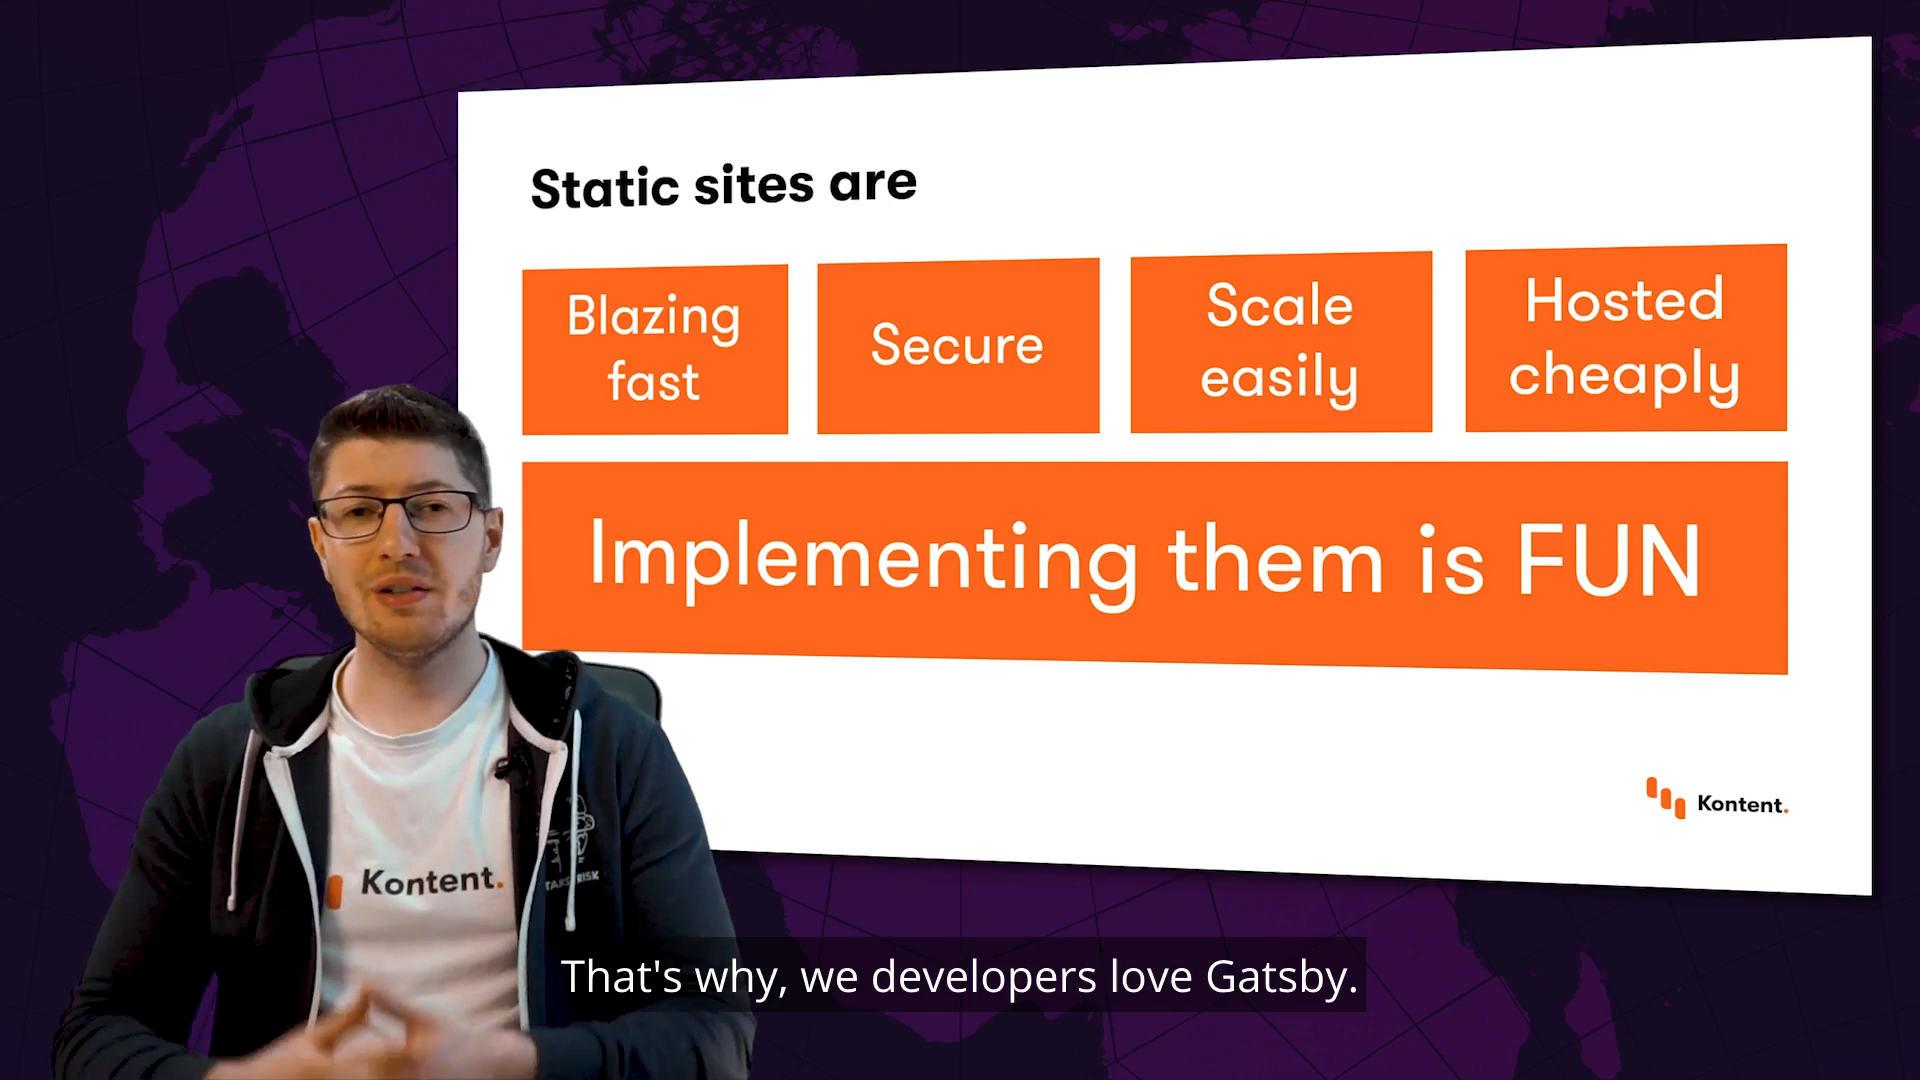 Static sites are
Blazing
fast
Secure
Scale
easily
Hosted
cheaply
Implementing them is FUN
Kontent.
Kontent.
That's why, we developers love Gatsby.